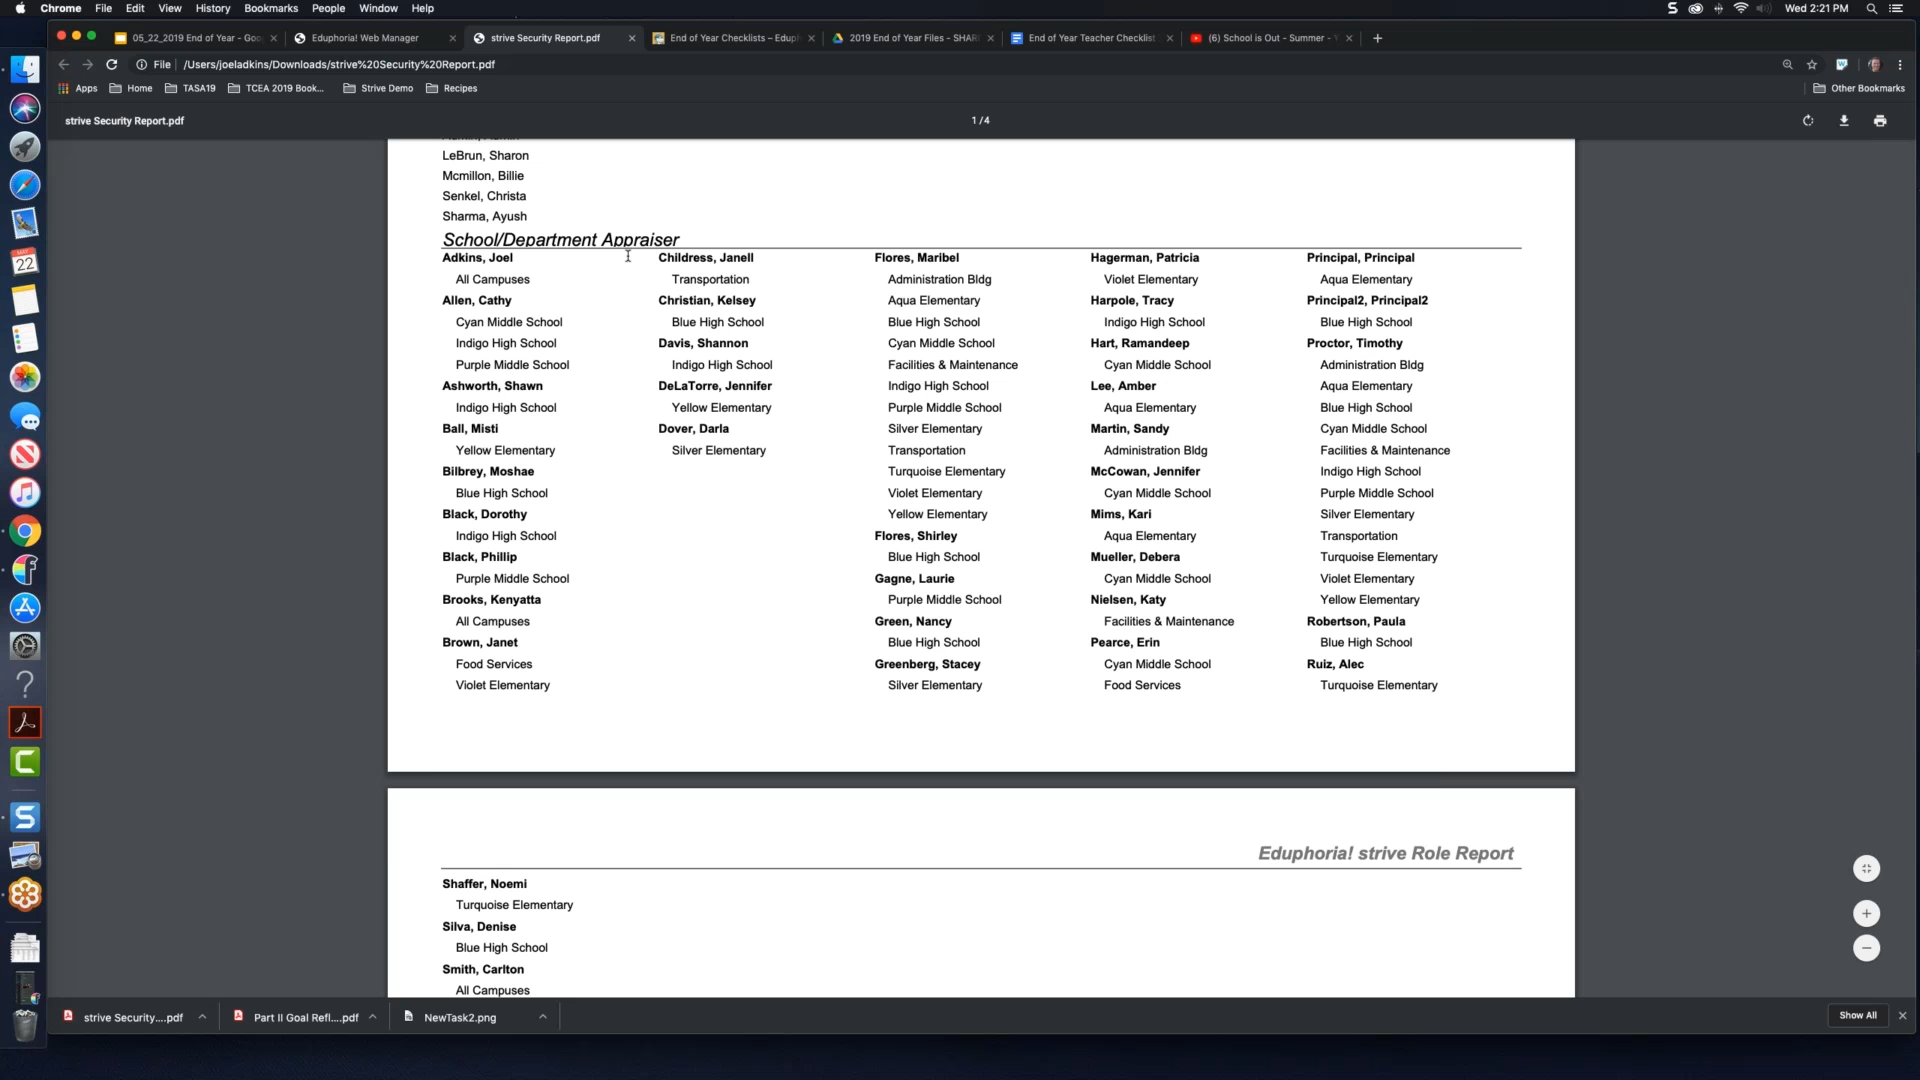 Chrome File Edit View History Bookmarks People Window Help
Wed 2:21 PM
05_22_2019 End of Year - Goo
Eduphoria! Web Manager
strive Security Report.pdf
End of Year Checklists – Eduph
2019 End of Year Files - SHAR
End of Year Teacher Checklist
(6) School is Out - Summer -
File /Users/joeladkins/Downloads/strive%20Security%20Report.pdf
Apps Home TASA19 TCEA 2019 Book... Strive Demo Recipes Other Bookmarks
strive Security Report.pdf
1 / 4
LeBrun, Sharon
Mcmillon, Billie
Senkel, Christa
Sharma, Ayush
School/Department Appraiser
Adkins, Joel
All Campuses
Allen, Cathy
Cyan Middle School
Indigo High School
Purple Middle School
Ashworth, Shawn
Indigo High School
Ball, Misti
Yellow Elementary
Bilbrey, Moshae
Blue High School
Black, Dorothy
Indigo High School
Black, Phillip
Purple Middle School
Brooks, Kenyatta
All Campuses
Brown, Janet
Food Services
Violet Elementary
Childress, Janell
Transportation
Christian, Kelsey
Blue High School
Davis, Shannon
Indigo High School
DeLaTorre, Jennifer
Yellow Elementary
Dover, Darla
Silver Elementary
Flores, Maribel
Administration Bldg
Aqua Elementary
Blue High School
Cyan Middle School
Facilities & Maintenance
Indigo High School
Purple Middle School
Silver Elementary
Transportation
Turquoise Elementary
Violet Elementary
Yellow Elementary
Flores, Shirley
Blue High School
Gagne, Laurie
Purple Middle School
Green, Nancy
Blue High School
Greenberg, Stacey
Silver Elementary
Hagerman, Patricia
Violet Elementary
Harpole, Tracy
Indigo High School
Hart, Ramandeep
Cyan Middle School
Lee, Amber
Aqua Elementary
Martin, Sandy
Administration Bldg
McCowan, Jennifer
Cyan Middle School
Mims, Kari
Aqua Elementary
Mueller, Debera
Cyan Middle School
Nielsen, Katy
Facilities & Maintenance
Pearce, Erin
Cyan Middle School
Food Services
Principal, Principal
Aqua Elementary
Principal2, Principal2
Blue High School
Proctor, Timothy
Administration Bldg
Aqua Elementary
Blue High School
Cyan Middle School
Facilities & Maintenance
Indigo High School
Purple Middle School
Silver Elementary
Transportation
Turquoise Elementary
Violet Elementary
Yellow Elementary
Robertson, Paula
Blue High School
Ruiz, Alec
Turquoise Elementary
Eduphoria! strive Role Report
Shaffer, Noemi
Turquoise Elementary
Silva, Denise
Blue High School
Smith, Carlton
All Campuses
strive Security....pdf
Part II Goal Refl....pdf
NewTask2.png
Show All
MAY
22